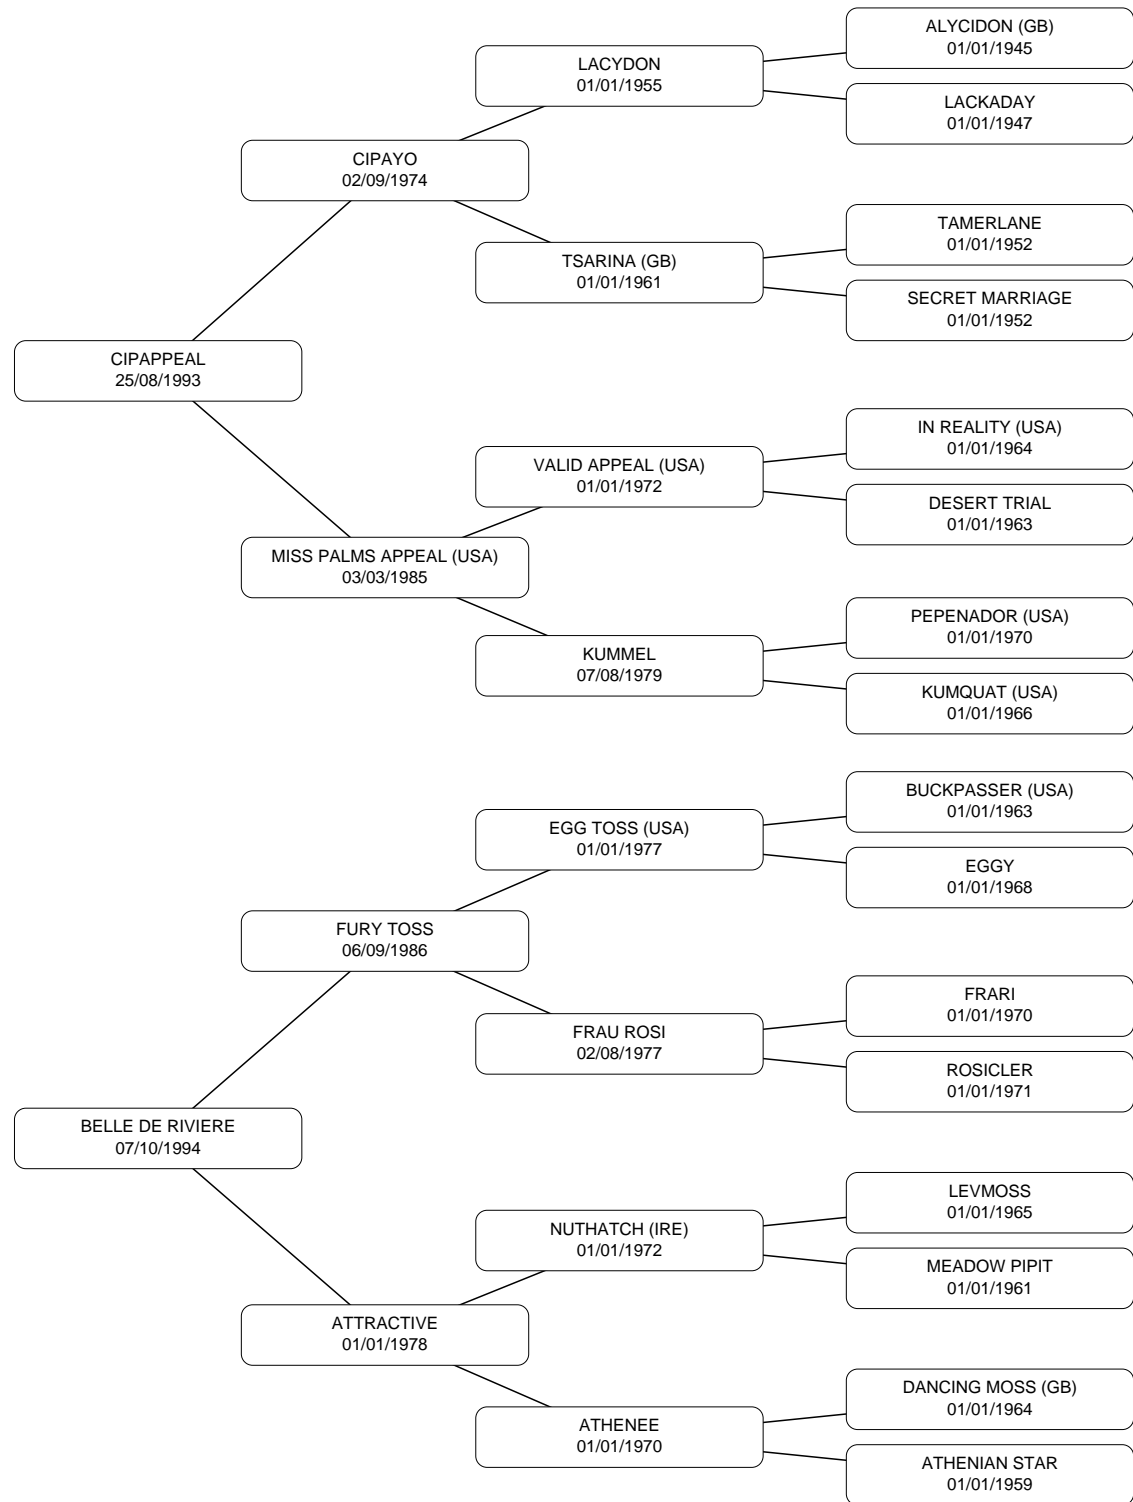 ALYCIDON (GB)
01/01/1945
LACYDON
01/01/1955
LACKADAY
01/01/1947
CIPAYO
02/09/1974
TAMERLANE
01/01/1952
TSARINA (GB)
01/01/1961
SECRET MARRIAGE
01/01/1952
CIPAPPEAL
25/08/1993
IN REALITY (USA)
01/01/1964
VALID APPEAL (USA)
01/01/1972
DESERT TRIAL
01/01/1963
MISS PALMS APPEAL (USA)
03/03/1985
PEPENADOR (USA)
01/01/1970
KUMMEL
07/08/1979
KUMQUAT (USA)
01/01/1966
BUCKPASSER (USA)
01/01/1963
EGG TOSS (USA)
01/01/1977
EGGY
01/01/1968
FURY TOSS
06/09/1986
FRARI
01/01/1970
FRAU ROSI
02/08/1977
ROSICLER
01/01/1971
BELLE DE RIVIERE
07/10/1994
LEVMOSS
01/01/1965
NUTHATCH (IRE)
01/01/1972
MEADOW PIPIT
01/01/1961
ATTRACTIVE
01/01/1978
DANCING MOSS (GB)
01/01/1964
ATHENEE
01/01/1970
ATHENIAN STAR
01/01/1959